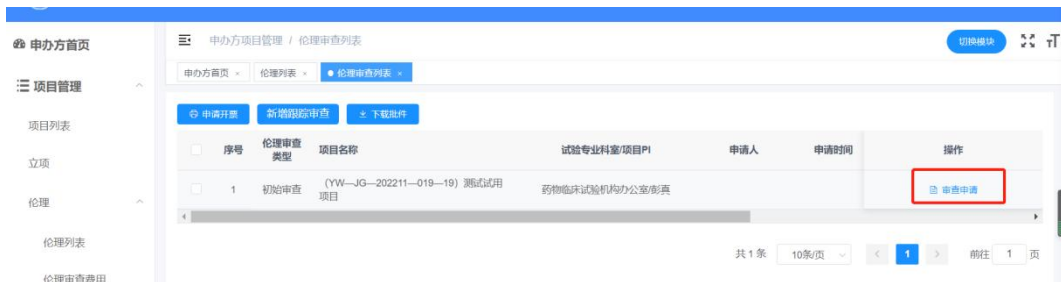 申办方首页
申办方项目管理 / 伦理审查列表
切换模块
申办方首页 ×
伦理列表 ×
伦理审查列表 ×
项目管理
申请开票
新增跟踪审查
下载批件
项目列表
序号
伦理审查类型
项目名称
试验专业科室/项目PI
申请人
申请时间
操作
立项
1
初始审查
(YW—JG—202211—019—19) 测试试用
项目
药物临床试验机构办公室/彭真
审查申请
伦理
伦理列表
共 1 条
10条/页
1
前往
1
页
伦理审查费用